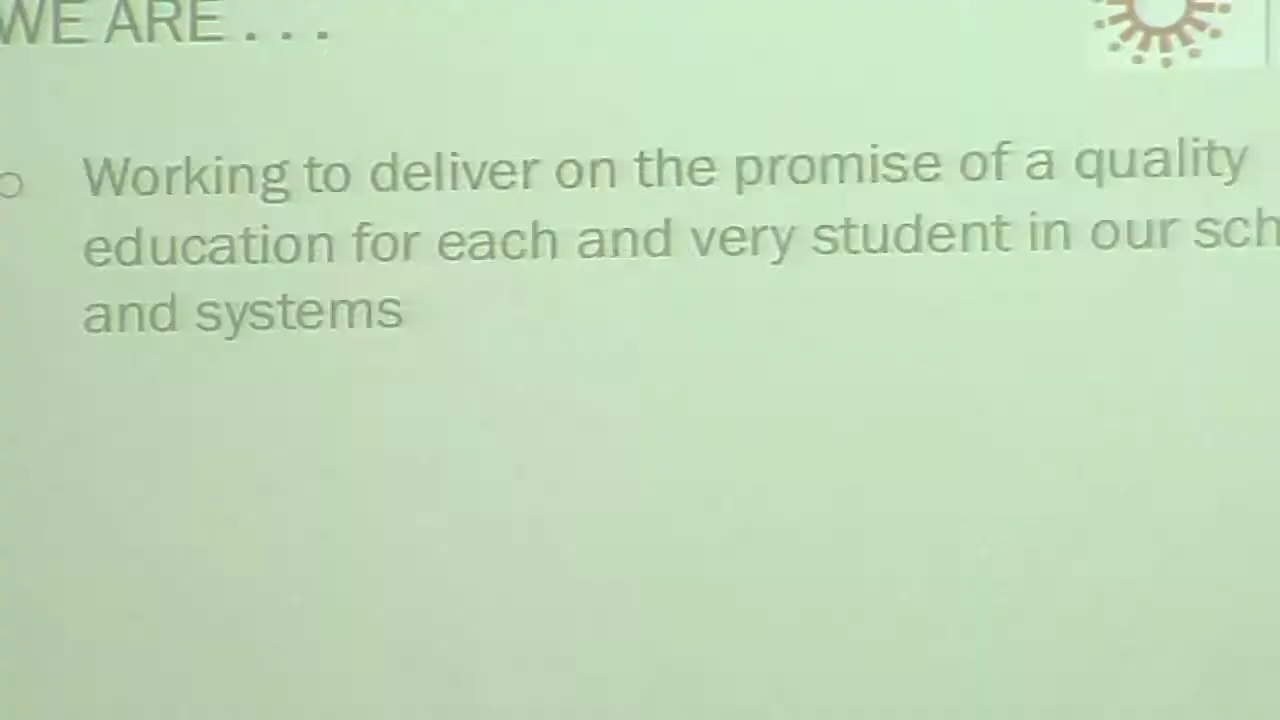 WE ARE . . .
Working to deliver on the promise of a quality
education for each and very student in our sch
and systems